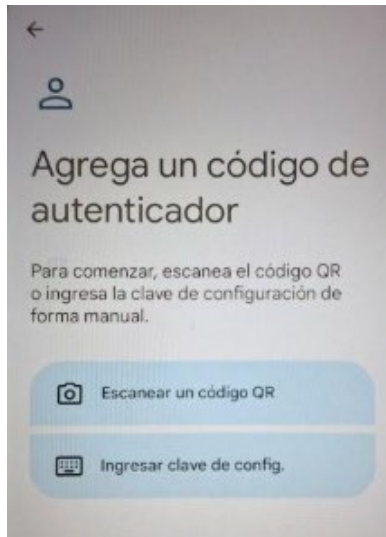 Agrega un código de
autenticador
Para comenzar, escanea el código QR
o ingresa la clave de configuración de
forma manual.
Escanear un código QR
Ingresar clave de config.